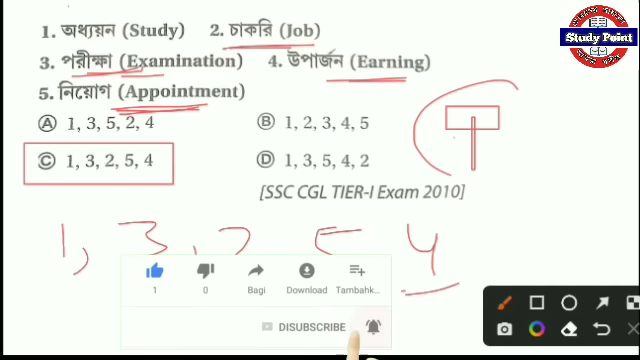 1. অধ্যয়ন (Study) 2. চাকরি (Job)
3. পরীক্ষা (Examination) 4. উপার্জন (Earning)
5. নিয়োগ (Appointment)
Ⓐ 1, 3, 5, 2, 4 Ⓑ 1, 2, 3, 4, 5
Ⓒ 1, 3, 2, 5, 4 Ⓓ 1, 3, 5, 4, 2
[SSC CGL TIER-I Exam 2010]
1, 3, 2 5 4
1 0 Bagi Download Tambahk...
DISUBSCRIBE
Study Point